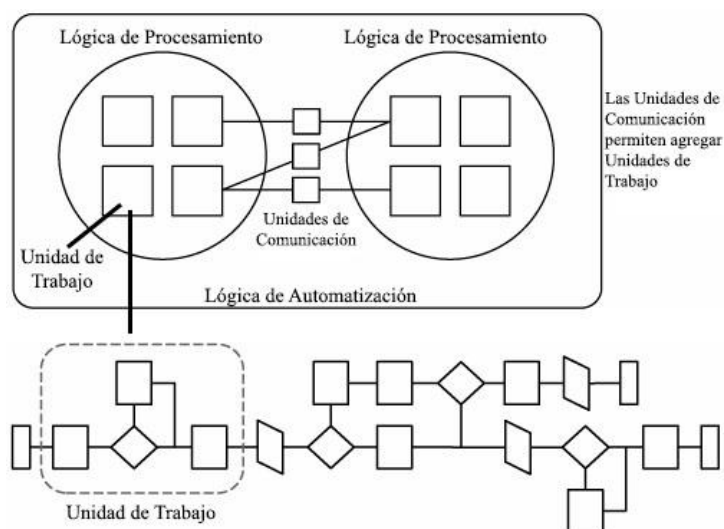 Lógica de Procesamiento
Lógica de Procesamiento
Las Unidades de
Comunicación
permiten agregar
Unidades de
Trabajo
Unidades de
Comunicación
Unidad de
Trabajo
Lógica de Automatización
Unidad de Trabajo